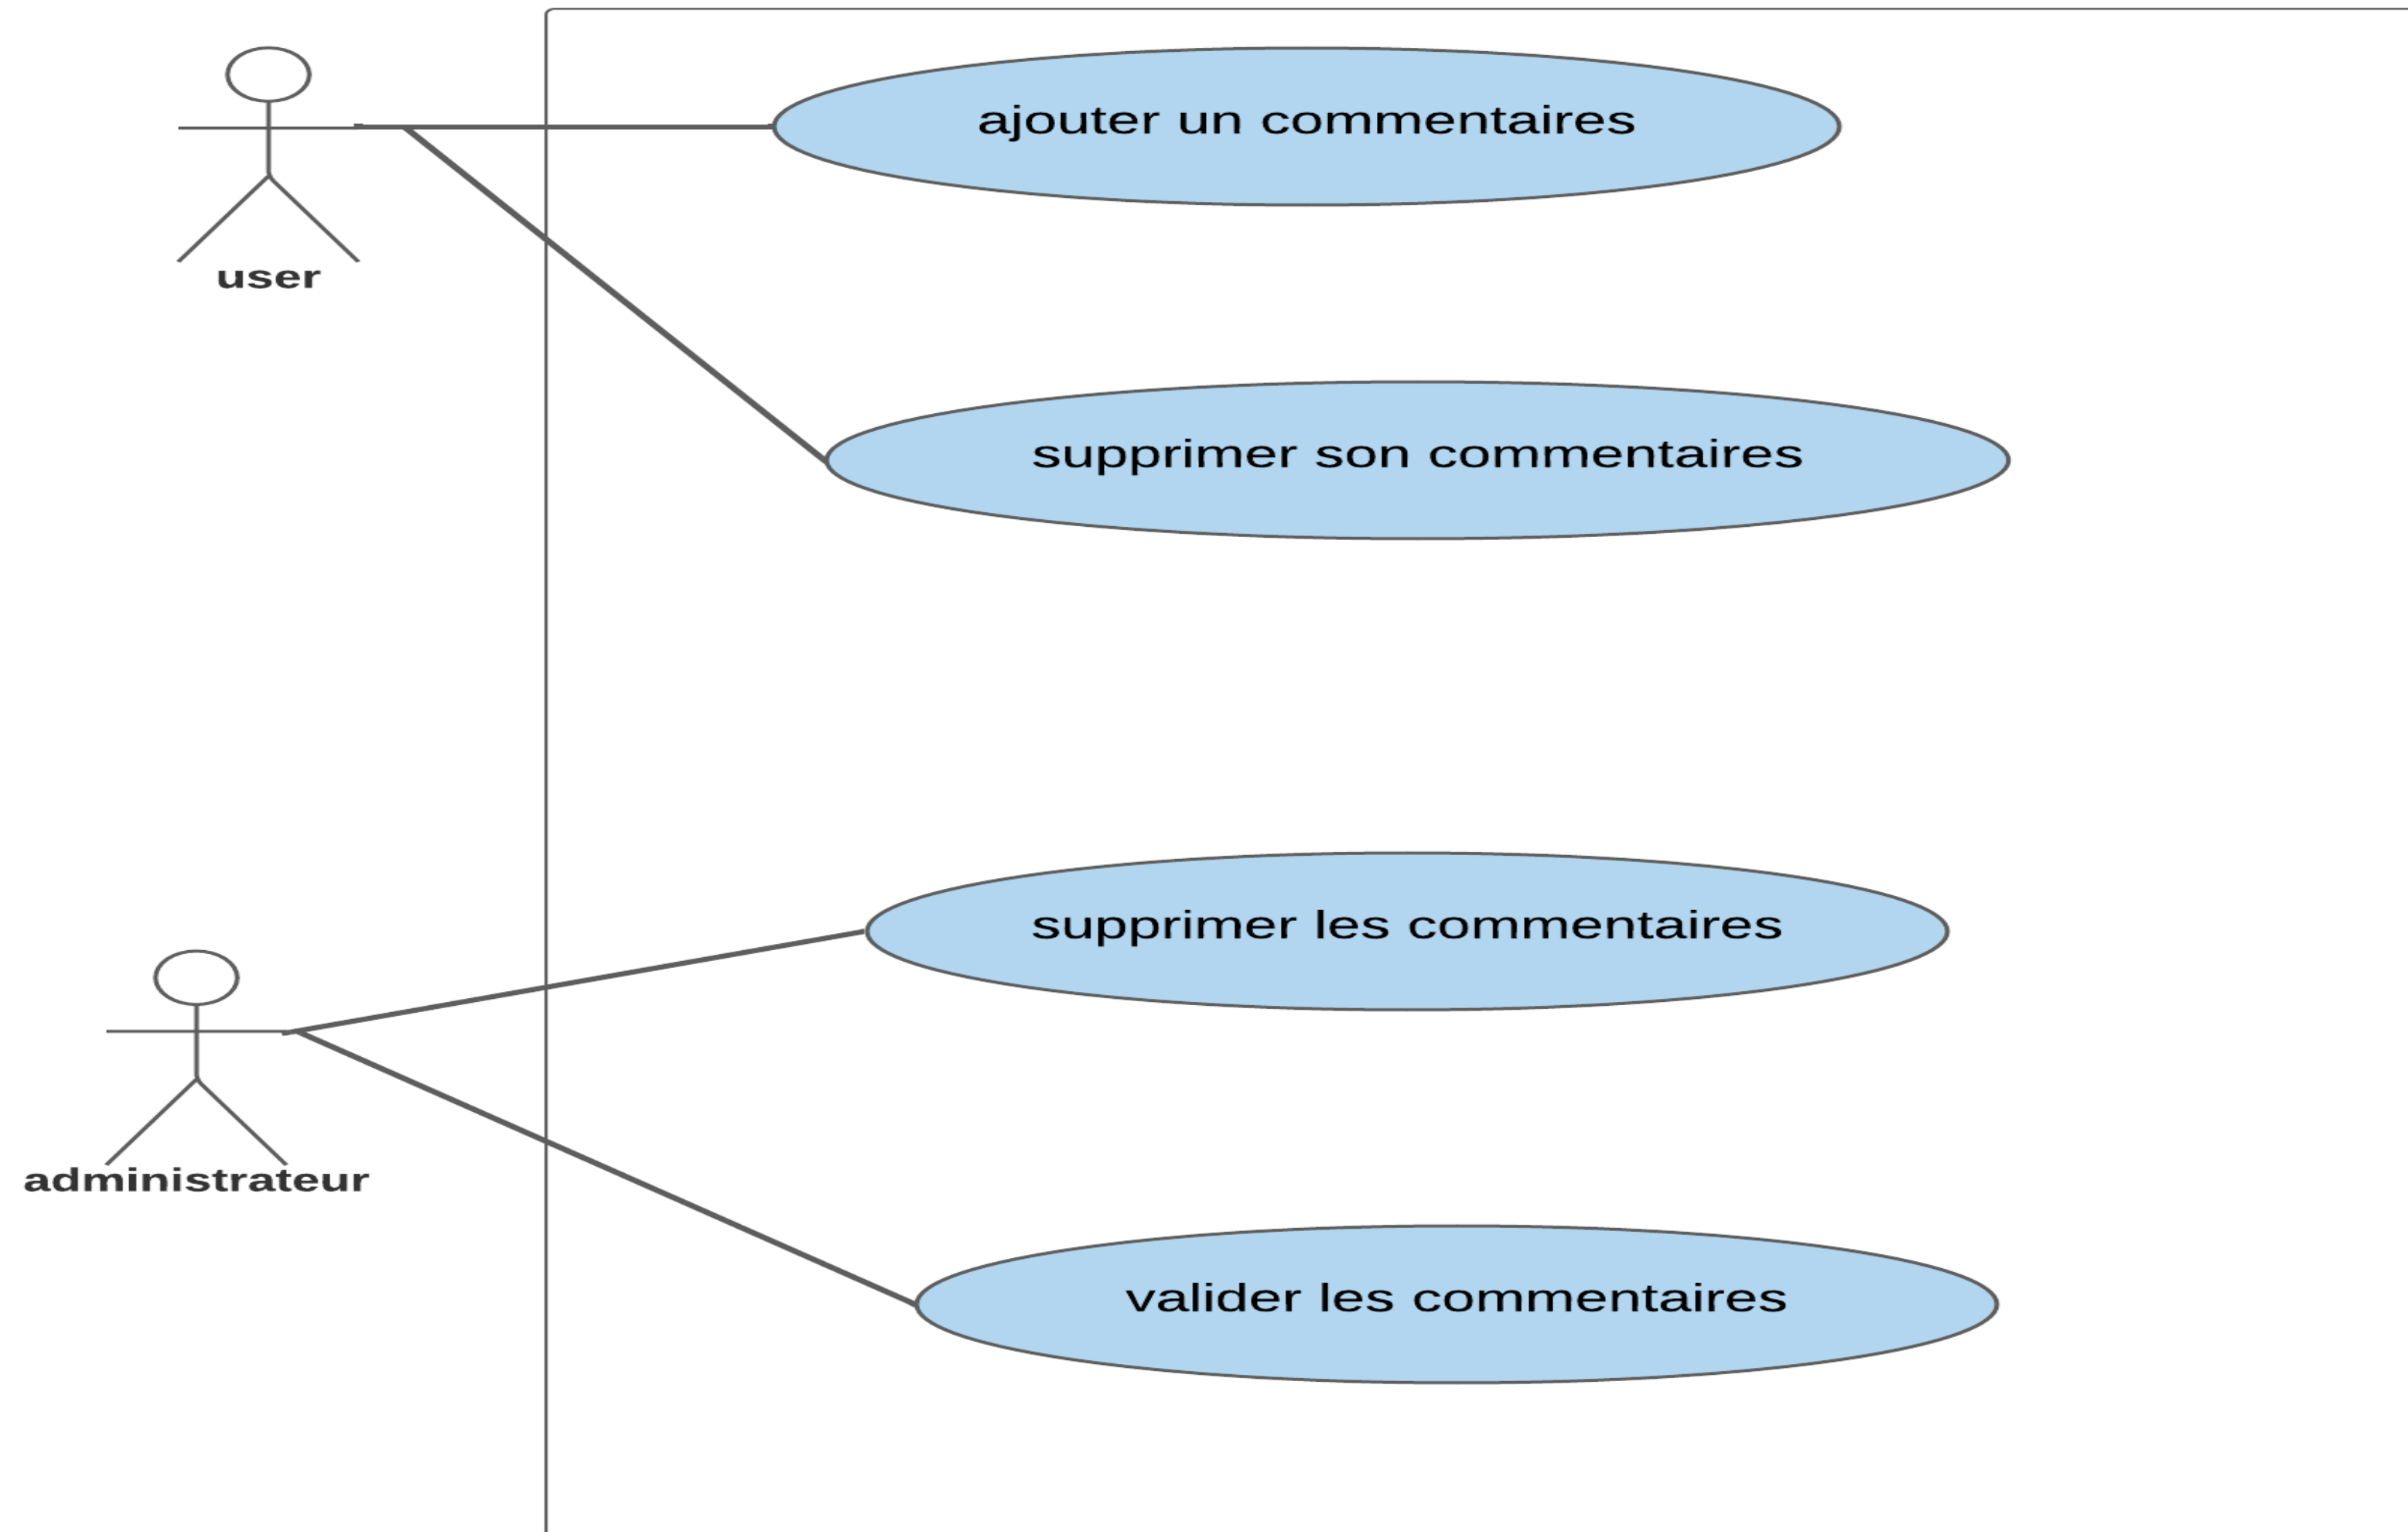 ajouter un commentaires
user
supprimer son commentaires
supprimer les commentaires
administrateur
valider les commentaires